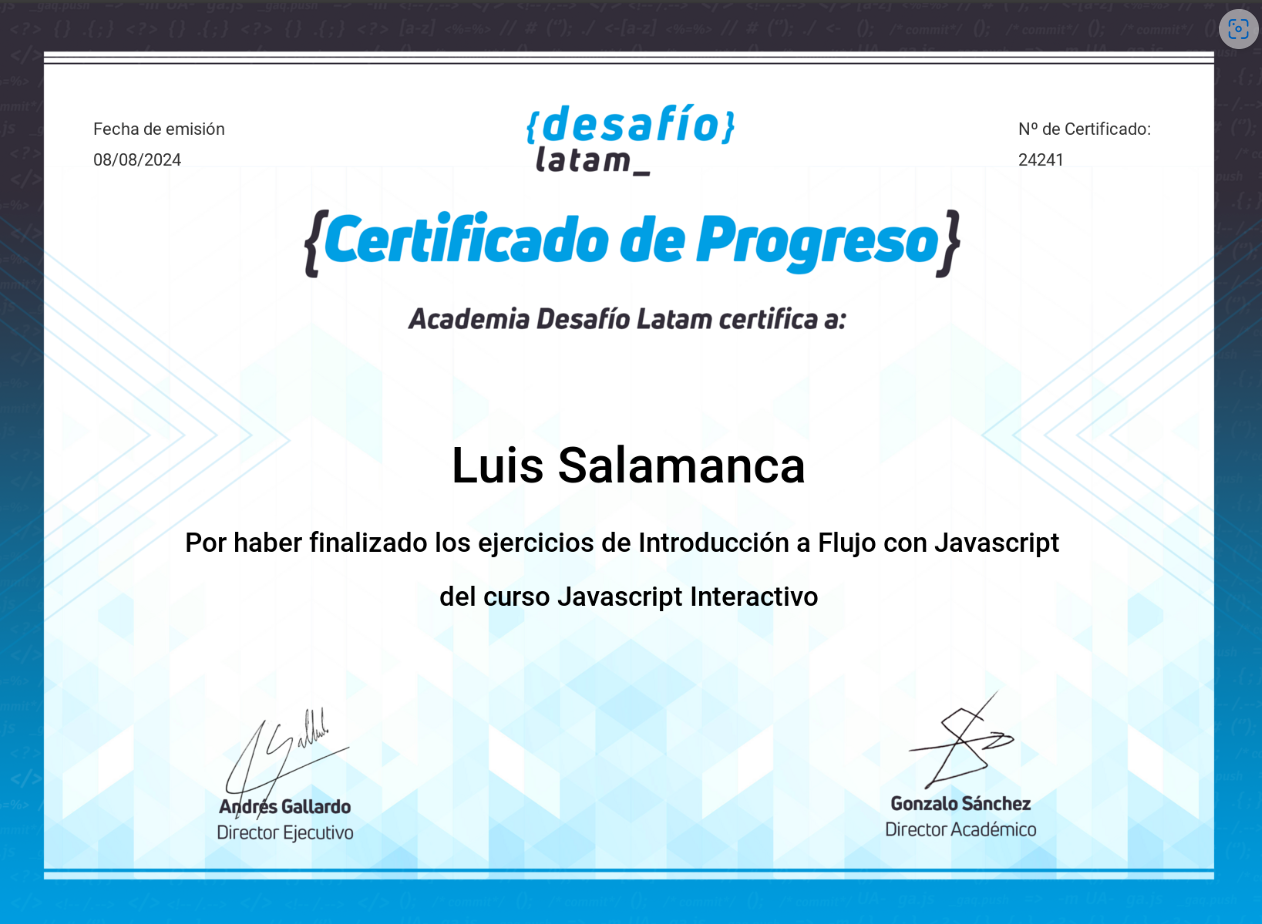 Fecha de emisión
08/08/2024
{desafío}
latam_
Nº de Certificado:
24241
{Certificado de Progreso}
Academia Desafío Latam certifica a:
Luis Salamanca
Por haber finalizado los ejercicios de Introducción a Flujo con Javascript
del curso Javascript Interactivo
Andrés Gallardo
Director Ejecutivo
Gonzalo Sánchez
Director Académico